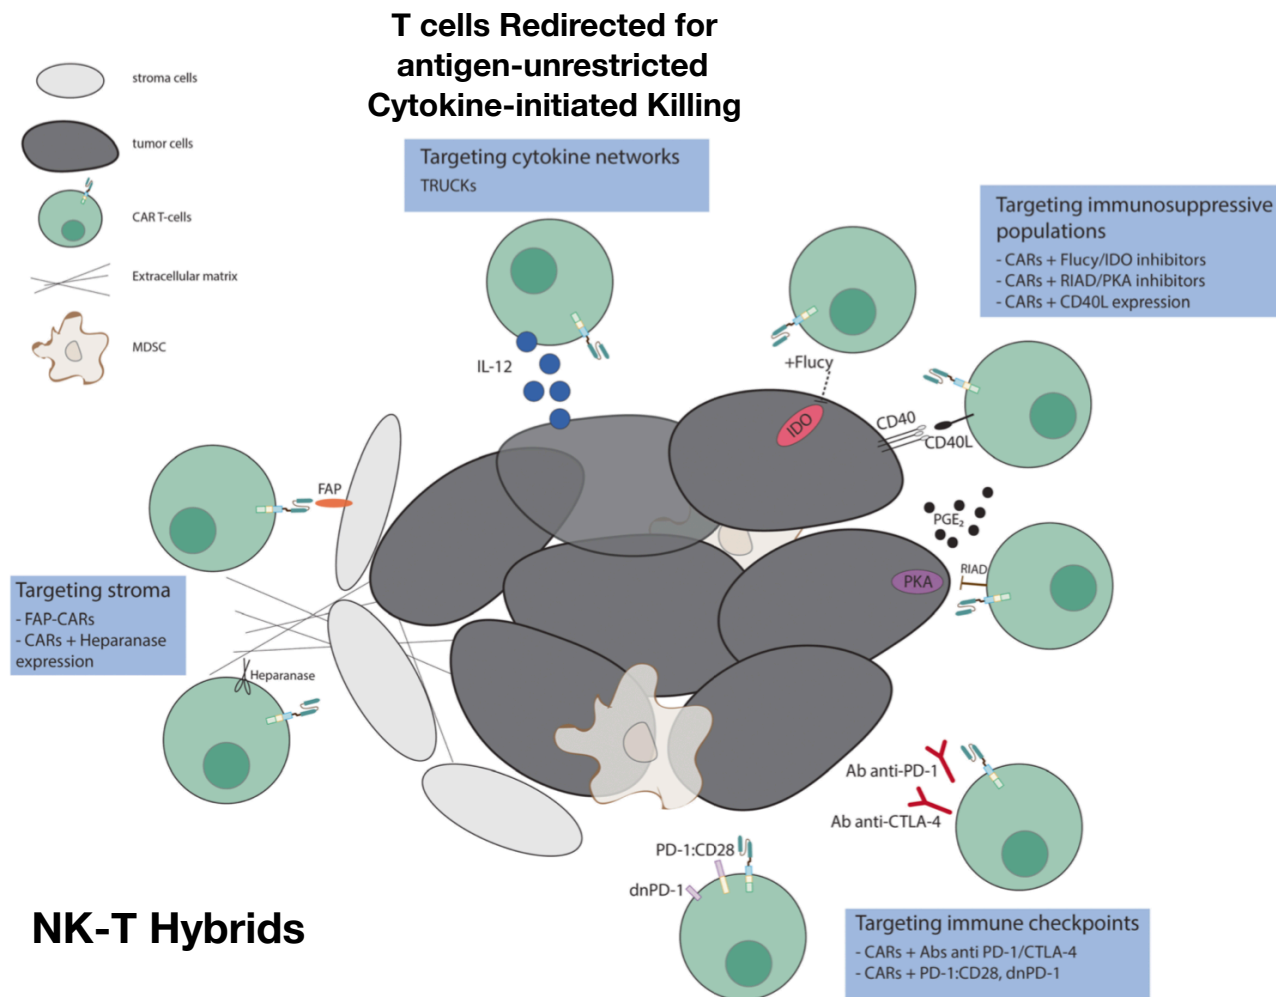 T cells Redirected for
antigen-unrestricted
Cytokine-initiated Killing
stroma cells
tumor cells
CAR T-cells
Extracellular matrix
MDSC
Targeting cytokine networks
TRUCKs
Targeting immunosuppressive
populations
- CARs + Flucy/IDO inhibitors
- CARs + RIAD/PKA inhibitors
- CARs + CD40L expression
IL-12
+Flucy
IDO
CD40
CD40L
FAP
PGE₂
RIAD
PKA
Targeting stroma
- FAP-CARs
- CARs + Heparanase
expression
Heparanase
Ab anti-PD-1
Ab anti-CTLA-4
PD-1:CD28
dnPD-1
NK-T Hybrids
Targeting immune checkpoints
- CARs + Abs anti PD-1/CTLA-4
- CARs + PD-1:CD28, dnPD-1